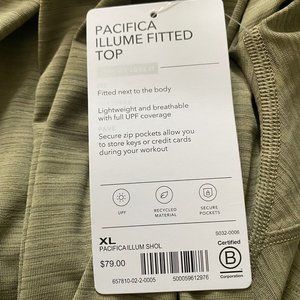 PACIFICA
ILLUME FITTED
TOP
Fitted next to the body
Lightweight and breathable
with full UPF coverage
Secure zip pockets allow you
to store keys or credit cards
during your workout
UPF
RECYCLED
MATERIAL
SECURE
POCKETS
S032-0006
XL
PACIFICA ILLUM SHOL
$79.00
657810-02-2-0005
500059612976
Certified
B
Corporation